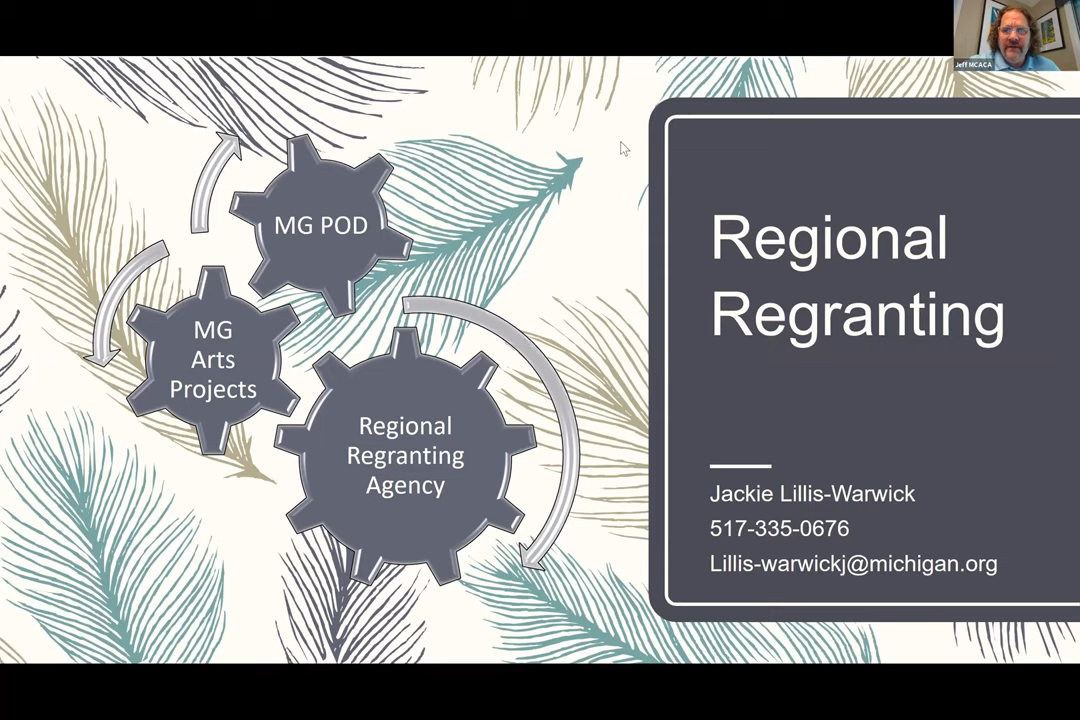 Jeff MCACA
MG POD
MG
Arts
Projects
Regional
Regranting
Agency
Regional
Regranting
Jackie Lillis-Warwick
517-335-0676
Lillis-warwickj@michigan.org